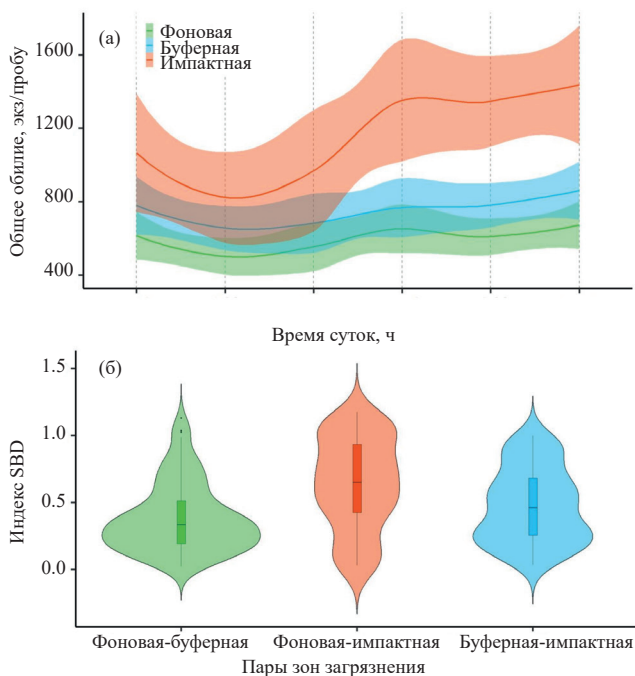 (а)
Фоновая
Буферная
Импактная
Общее обилие, экз/пробу
1600
1200
800
400
Время суток, ч
(б)
Индекс SBD
1.5
1.0
0.5
0.0
Фоновая-буферная
Фоновая-импактная
Буферная-импактная
Пары зон загрязнения